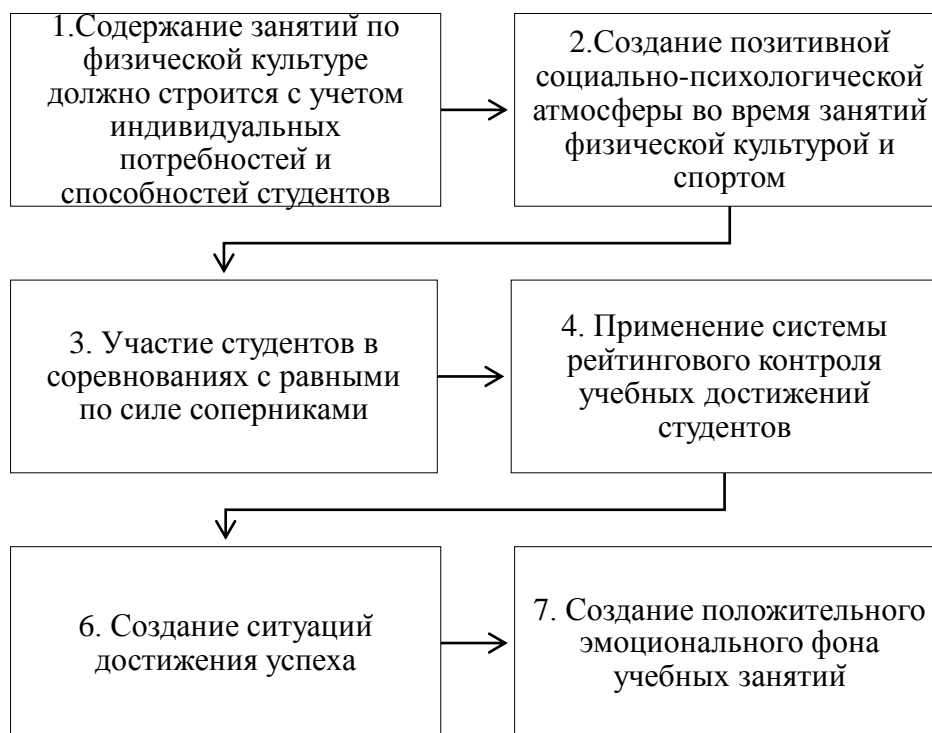 1.Содержание занятий по
физической культуре
должно строится с учетом
индивидуальных
потребностей и
способностей студентов
2.Создание позитивной
социально-психологической
атмосферы во время занятий
физической культурой и
спортом
3. Участие студентов в
соревнованиях с равными
по силе соперниками
4. Применение системы
рейтингового контроля
учебных достижений
студентов
6. Создание ситуаций
достижения успеха
7. Создание положительного
эмоционального фона
учебных занятий